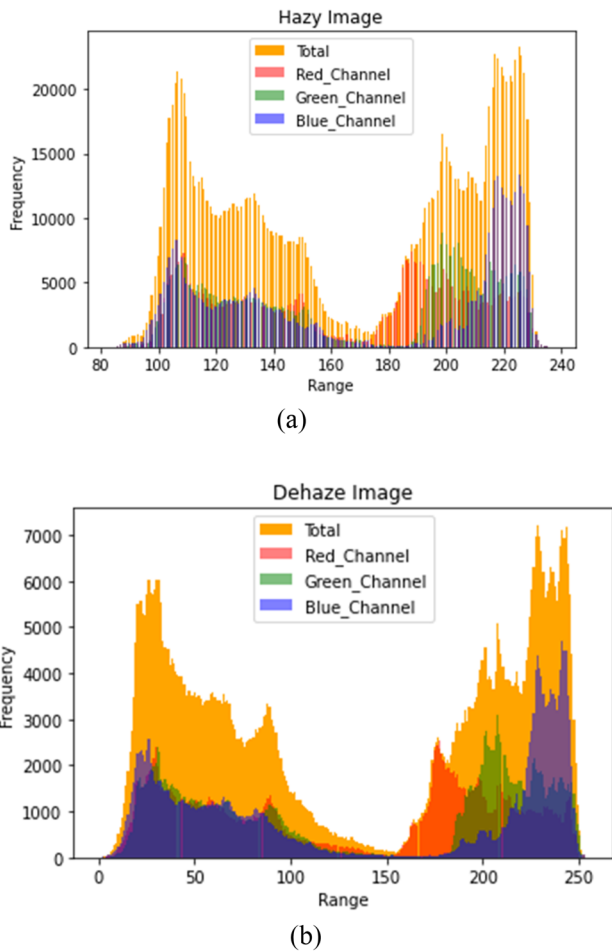 Hazy Image
Total
Red_Channel
Green_Channel
Blue_Channel
20000
15000
10000
5000
0
Frequency
80 100 120 140 160 180 200 220 240
Range
(a)
Dehaze Image
Total
Red_Channel
Green_Channel
Blue_Channel
7000
6000
5000
4000
3000
2000
1000
0
Frequency
0 50 100 150 200 250
Range
(b)